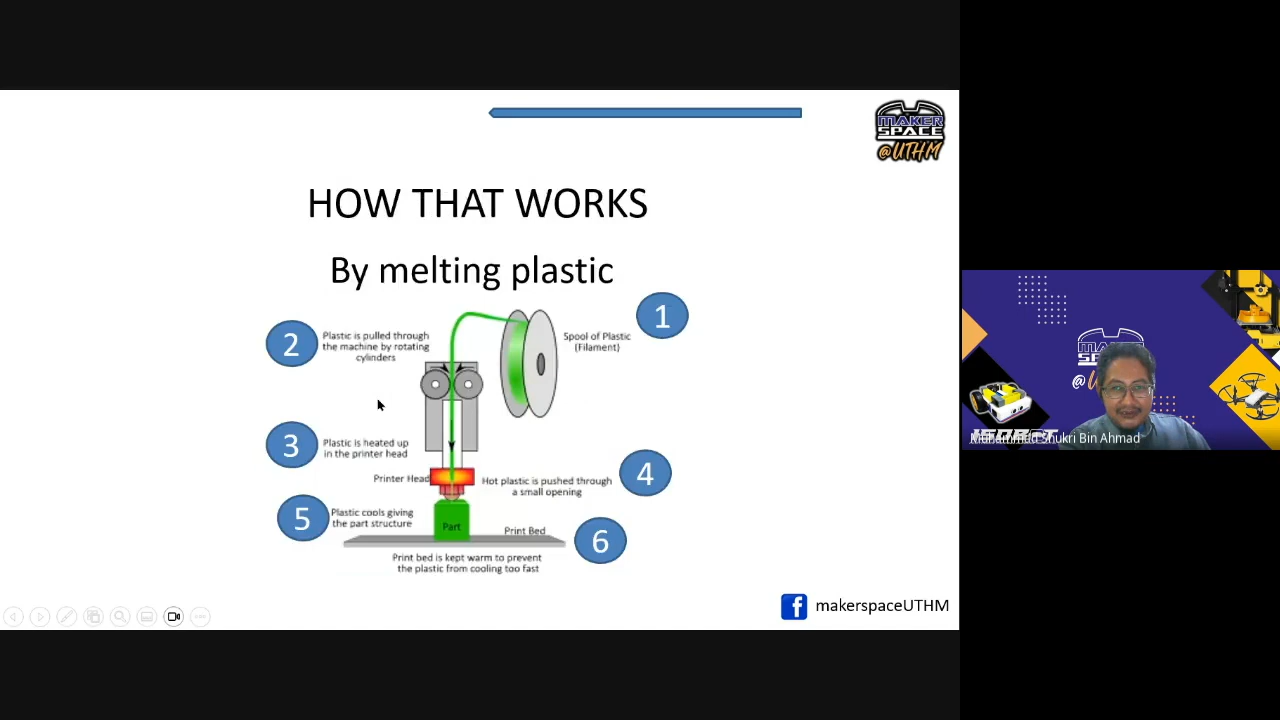 MAKER
SPACE
@UTHM
HOW THAT WORKS
By melting plastic
1
Spool of Plastic
(Filament)
2
Plastic is pulled through
the machine by rotating
cylinders
3
Plastic is heated up
in the printer head
Printer Head
4
Hot plastic is pushed through
a small opening
5
Plastic cools giving
the part structure
Part
Print Bed
6
Print bed is kept warm to prevent
the plastic from cooling too fast
f makerspaceUTHM
MAKER
SPACE
Muhammad Shukri Bin Ahmad